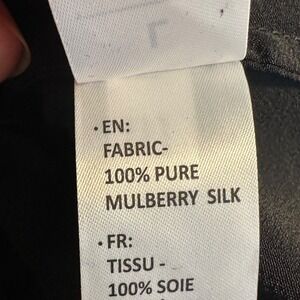 • EN:
FABRIC-
100% PURE
MULBERRY SILK
• FR:
TISSU -
100% SOIE